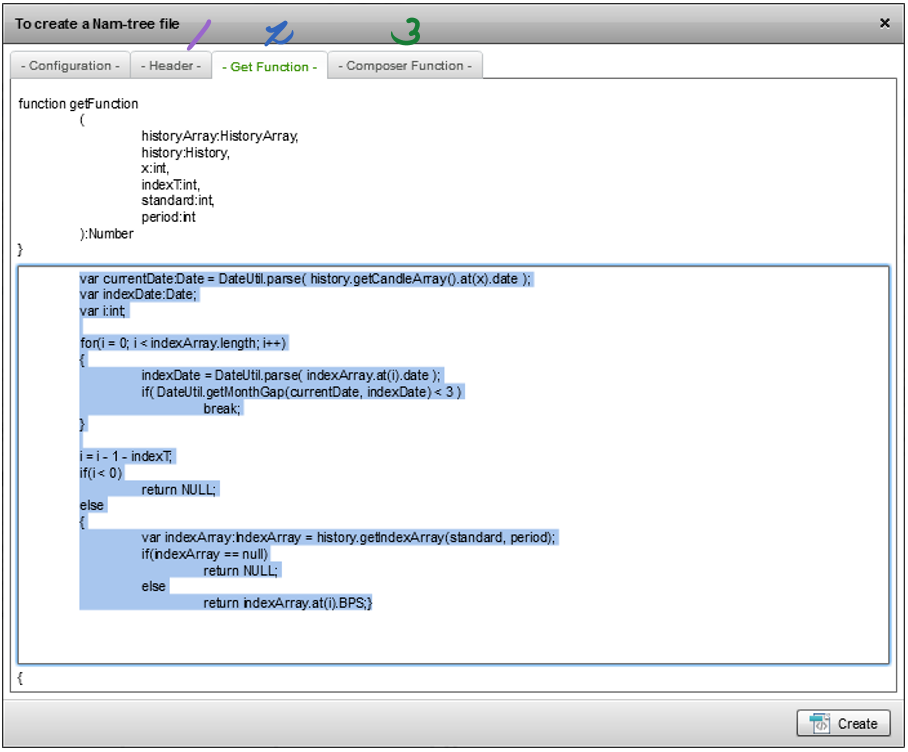 To create a Nam-tree file
1 2 3
- Configuration - - Header - - Get Function - - Composer Function -
function getFunction
(
historyArray:HistoryArray,
history:History,
x:int,
indexT:int,
standard:int,
period:int
):Number
}
var currentDate:Date = DateUtil.parse( history.getCandleArray().at(x).date );
var indexDate:Date;
var i:int;
for(i = 0; i < indexArray.length; i++)
{
indexDate = DateUtil.parse( indexArray.at(i).date );
if( DateUtil.getMonthGap(currentDate, indexDate) < 3 )
break;
}
i = i - 1 - indexT;
if(i < 0)
return NULL;
else
{
var indexArray:IndexArray = history.getIndexArray(standard, period);
if(indexArray == null)
return NULL;
else
return indexArray.at(i).BPS;}
{
Create